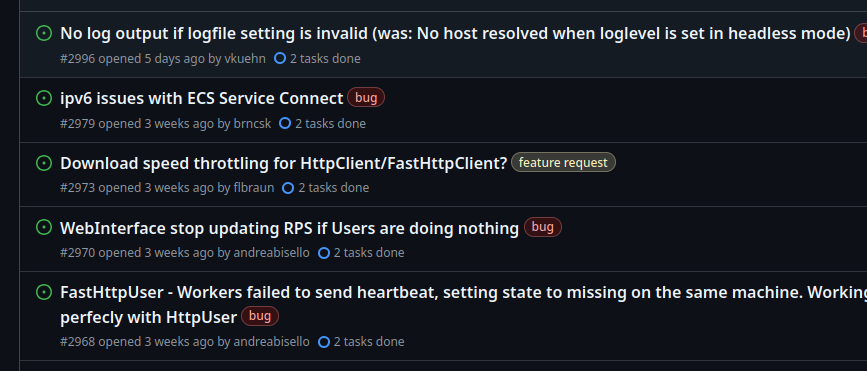 No log output if logfile setting is invalid (was: No host resolved when loglevel is set in headless mode)
#2996 opened 5 days ago by vkuehn 2 tasks done
ipv6 issues with ECS Service Connect bug
#2979 opened 3 weeks ago by brncsk 2 tasks done
Download speed throttling for HttpClient/FastHttpClient? feature request
#2973 opened 3 weeks ago by flbraun 2 tasks done
WebInterface stop updating RPS if Users are doing nothing bug
#2970 opened 3 weeks ago by andreabisello 2 tasks done
FastHttpUser - Workers failed to send heartbeat, setting state to missing on the same machine. Working
perfecly with HttpUser bug
#2968 opened 3 weeks ago by andreabisello 2 tasks done